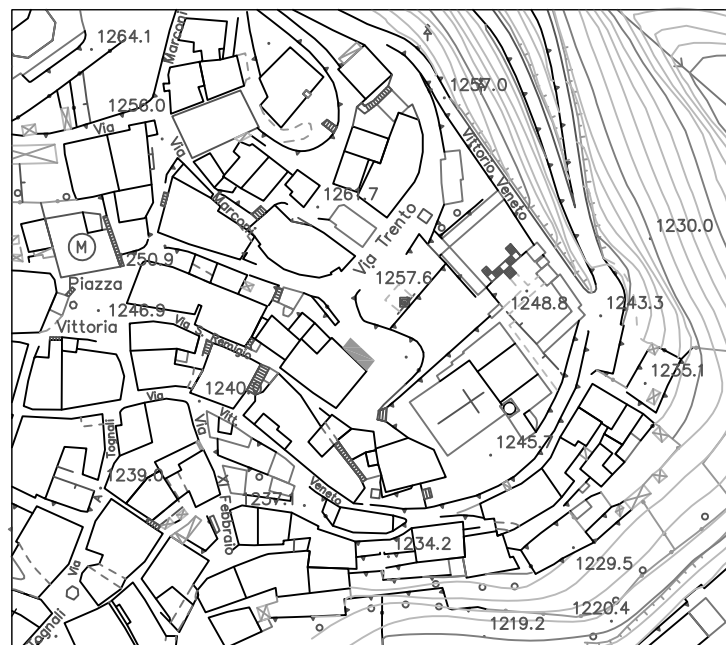 1264.1
Marconi
1257.0
1256.0
Via
Via
Vittorio Veneto
1261.7
Marconi
1230.0
Via Trento
M
1250.9
Piazza
1257.6
1246.9
1248.8
1243.3
Vittoria
Via S. Remigio
1235.1
1240.
Via
Vitt.
Via
Tognali
1245.7
1239.0
XI Febbraio
Veneto
1234.2
1229.5
Via
1220.4
1219.2
Tognali